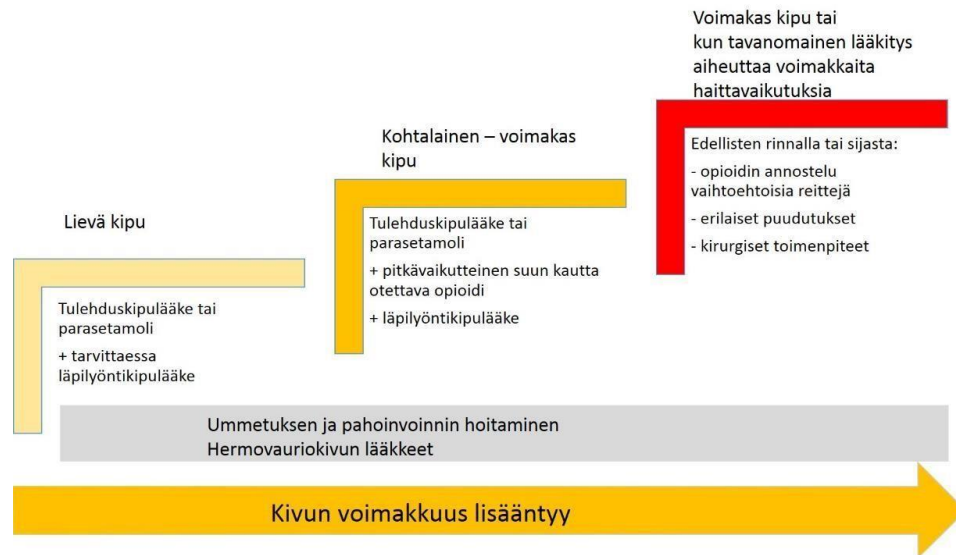 Lievä kipu
Tulehduskipulääke tai
parasetamoli
+ tarvittaessa
läpilyöntikipulääke
Kohtalainen – voimakas
kipu
Tulehduskipulääke tai
parasetamoli
+ pitkävaikutteinen suun kautta
otettava opioidi
+ läpilyöntikipulääke
Voimakas kipu tai
kun tavanomainen lääkitys
aiheuttaa voimakkaita
haittavaikutuksia
Edellisten rinnalla tai sijasta:
- opioidin annostelu
vaihtoehtoisia reittejä
- erilaiset puudutukset
- kirurgiset toimenpiteet
Ummetuksen ja pahoinvoinnin hoitaminen
Hermovauriokivun lääkkeet
Kivun voimakkuus lisääntyy